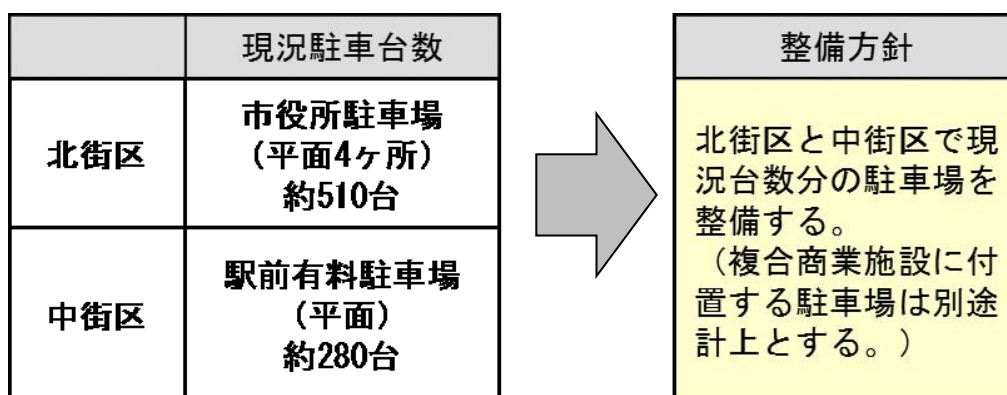 現況駐車台数
北街区
市役所駐車場
（平面4ヶ所）
約510台
中街区
駅前有料駐車場
（平面）
約280台
整備方針
北街区と中街区で現
況台数分の駐車場を
整備する。
（複合商業施設に付
置する駐車場は別途
計上とする。）